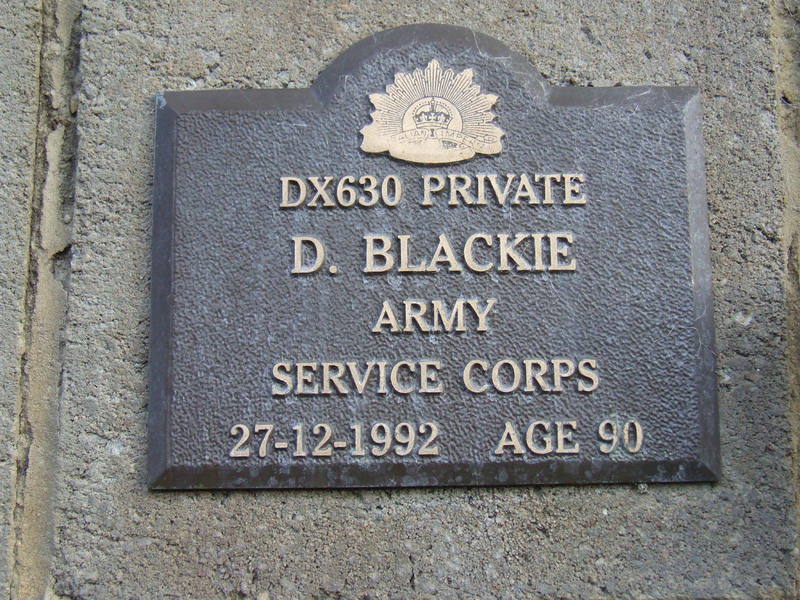 DX630 PRIVATE
D. BLACKIE
ARMY
SERVICE CORPS
27-12-1992 AGE 90